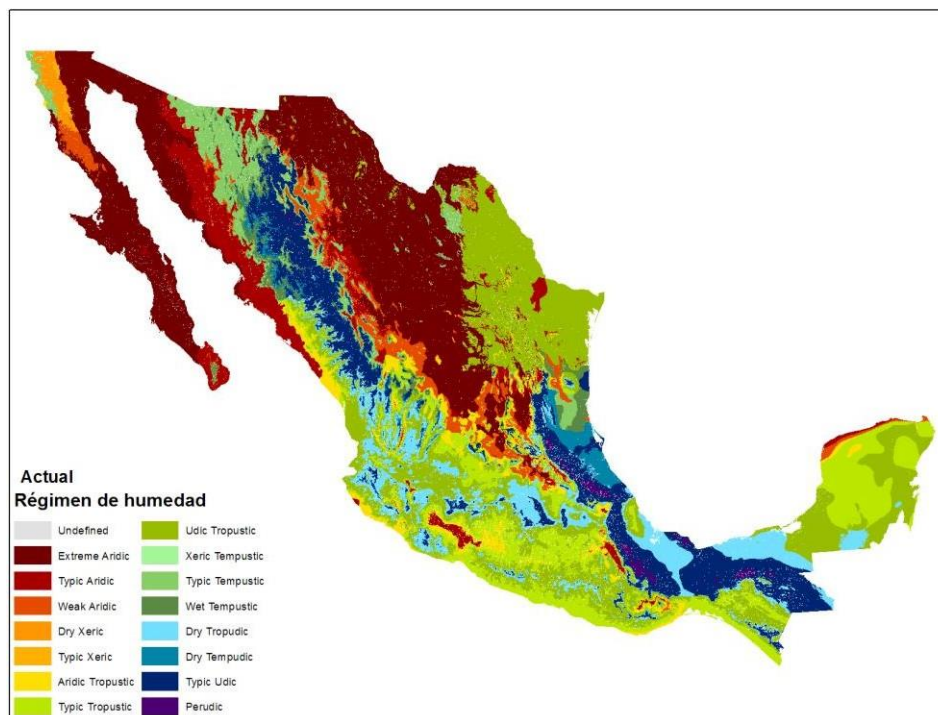 Actual
Régimen de humedad
Undefined
Extreme Aridic
Typic Aridic
Weak Aridic
Dry Xeric
Typic Xeric
Aridic Tropustic
Typic Tropustic
Udic Tropustic
Xeric Tempustic
Typic Tempustic
Wet Tempustic
Dry Tropudic
Dry Tempudic
Typic Udic
Perudic